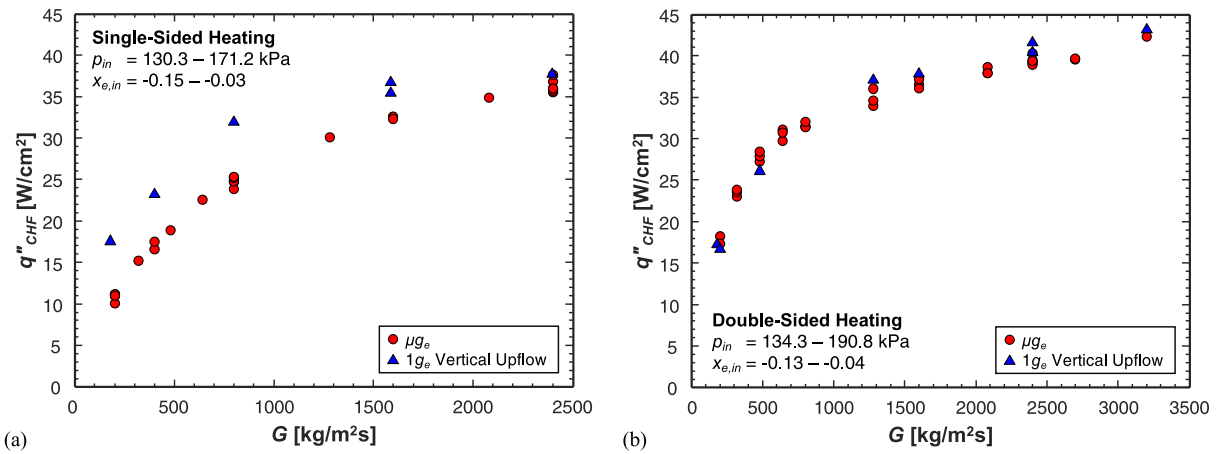 Single-Sided Heating
p_in = 130.3 – 171.2 kPa
x_e,in = -0.15 – -0.03
q"_CHF [W/cm²]
45
40
35
30
25
20
15
10
5
0
μg_e
1g_e Vertical Upflow
0 500 1000 1500 2000 2500
G [kg/m²s]
(a)
q"_CHF [W/cm²]
45
40
35
30
25
20
15
10
5
0
Double-Sided Heating
p_in = 134.3 – 190.8 kPa
x_e,in = -0.13 – -0.04
μg_e
1g_e Vertical Upflow
0 500 1000 1500 2000 2500 3000 3500
G [kg/m²s]
(b)